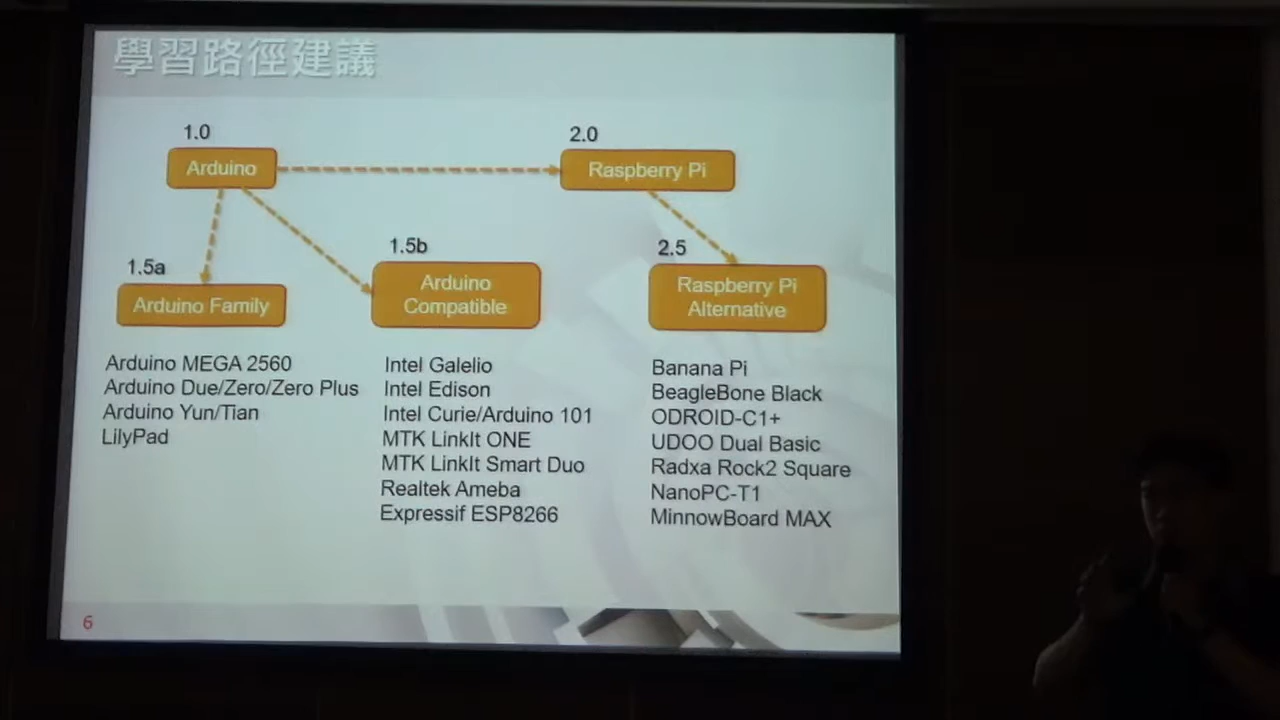 學習路徑建議
1.0
Arduino
2.0
Raspberry Pi
1.5a
Arduino Family
1.5b
Arduino
Compatible
2.5
Raspberry Pi
Alternative
Arduino MEGA 2560
Arduino Due/Zero/Zero Plus
Arduino Yun/Tian
LilyPad
Intel Galelio
Intel Edison
Intel Curie/Arduino 101
MTK LinkIt ONE
MTK LinkIt Smart Duo
Realtek Ameba
Expressif ESP8266
Banana Pi
BeagleBone Black
ODROID-C1+
UDOO Dual Basic
Radxa Rock2 Square
NanoPC-T1
MinnowBoard MAX
6